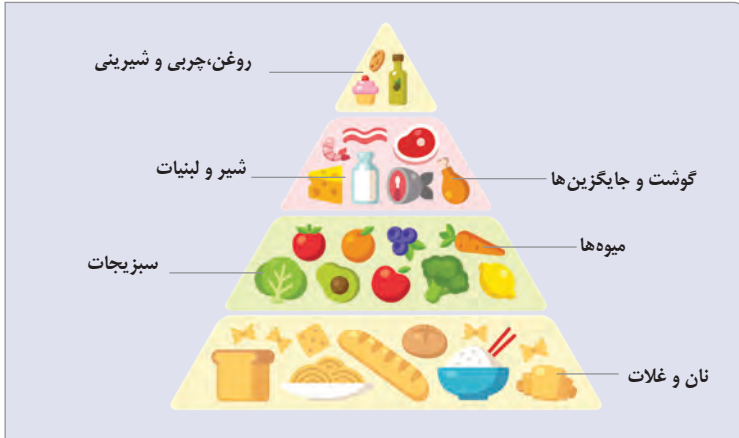 روغن،چربی و شیرینی
شیر و لبنیات
گوشت و جایگزین‌ها
میوه‌ها
سبزیجات
نان و غلات